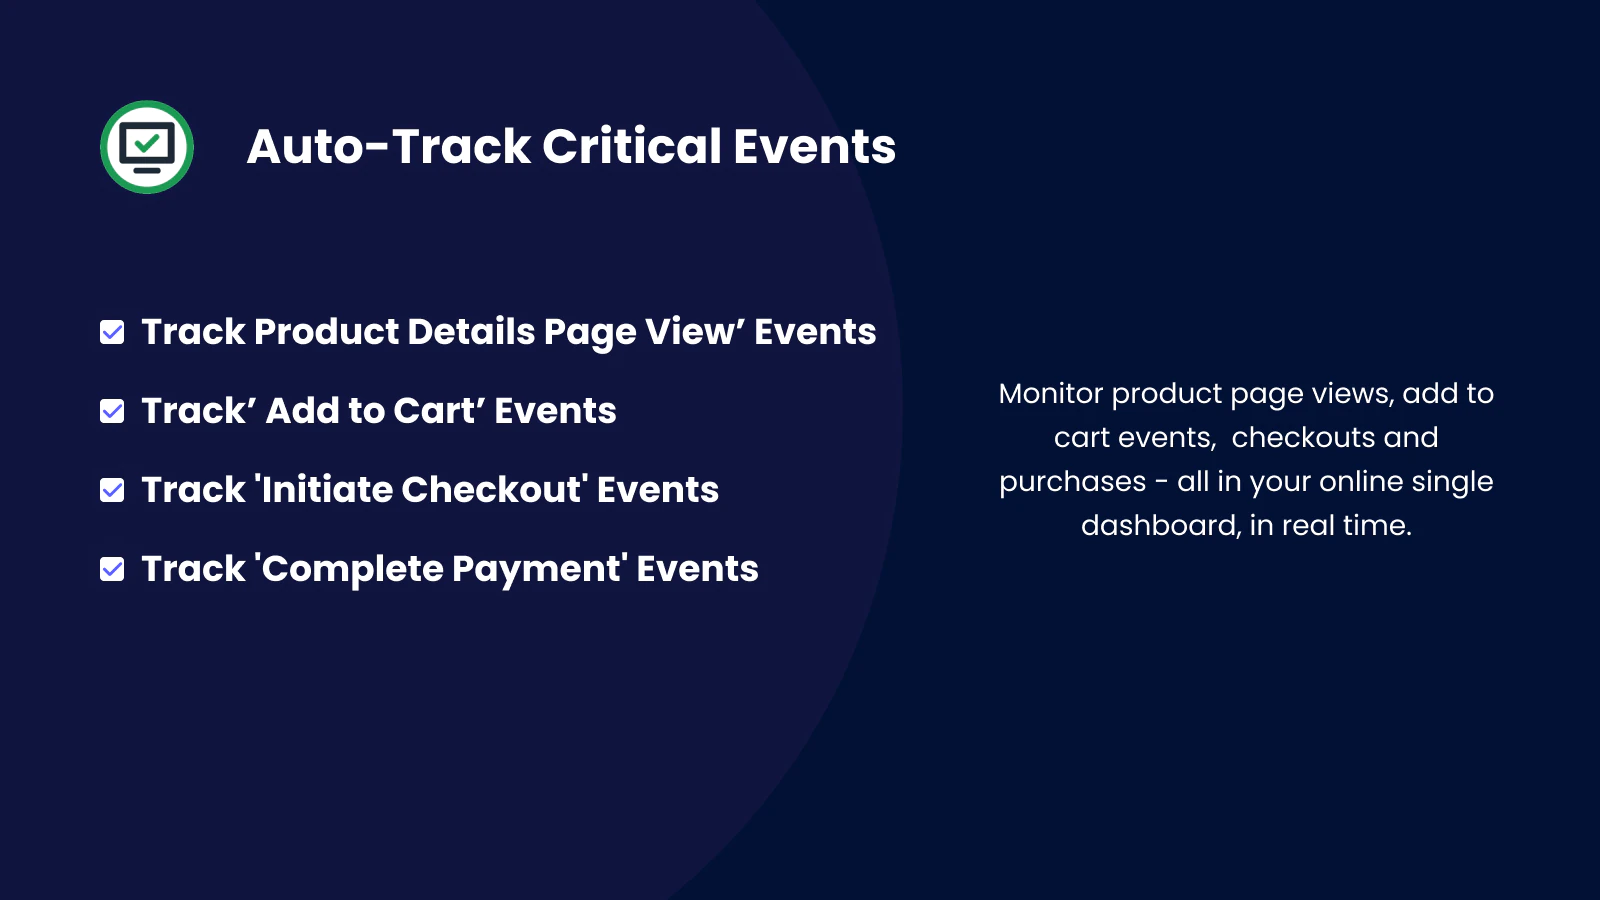 Auto-Track Critical Events
Track Product Details Page View’ Events
Track’ Add to Cart’ Events
Track 'Initiate Checkout' Events
Track 'Complete Payment' Events
Monitor product page views, add to
cart events,  checkouts and
purchases - all in your online single
dashboard, in real time.